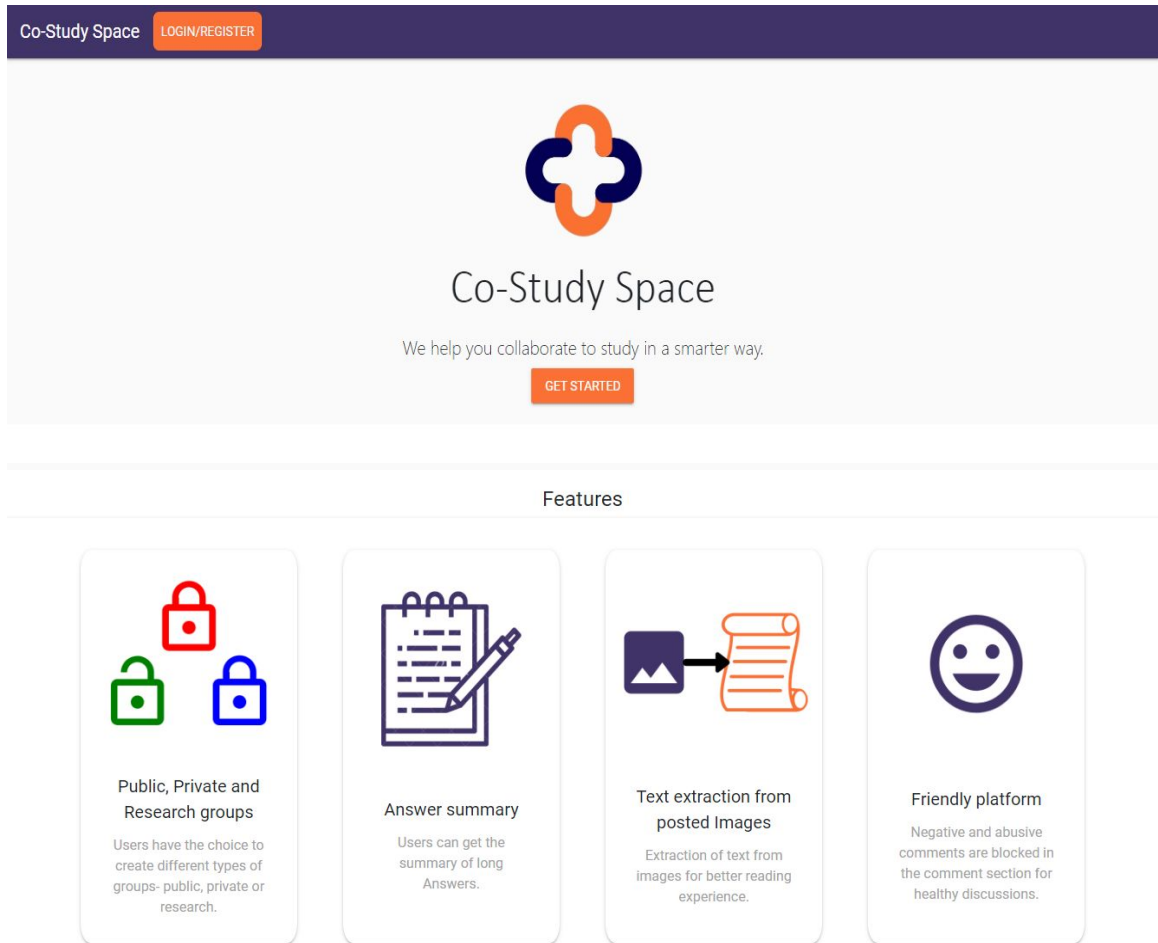 Co-Study Space
LOGIN/REGISTER
Co-Study Space
We help you collaborate to study in a smarter way.
GET STARTED
Features
Public, Private and
Research groups
Users have the choice to
create different types of
groups- public, private or
research.
Answer summary
Users can get the
summary of long
Answers.
Text extraction from
posted Images
Extraction of text from
images for better reading
experience.
Friendly platform
Negative and abusive
comments are blocked in
the comment section for
healthy discussions.